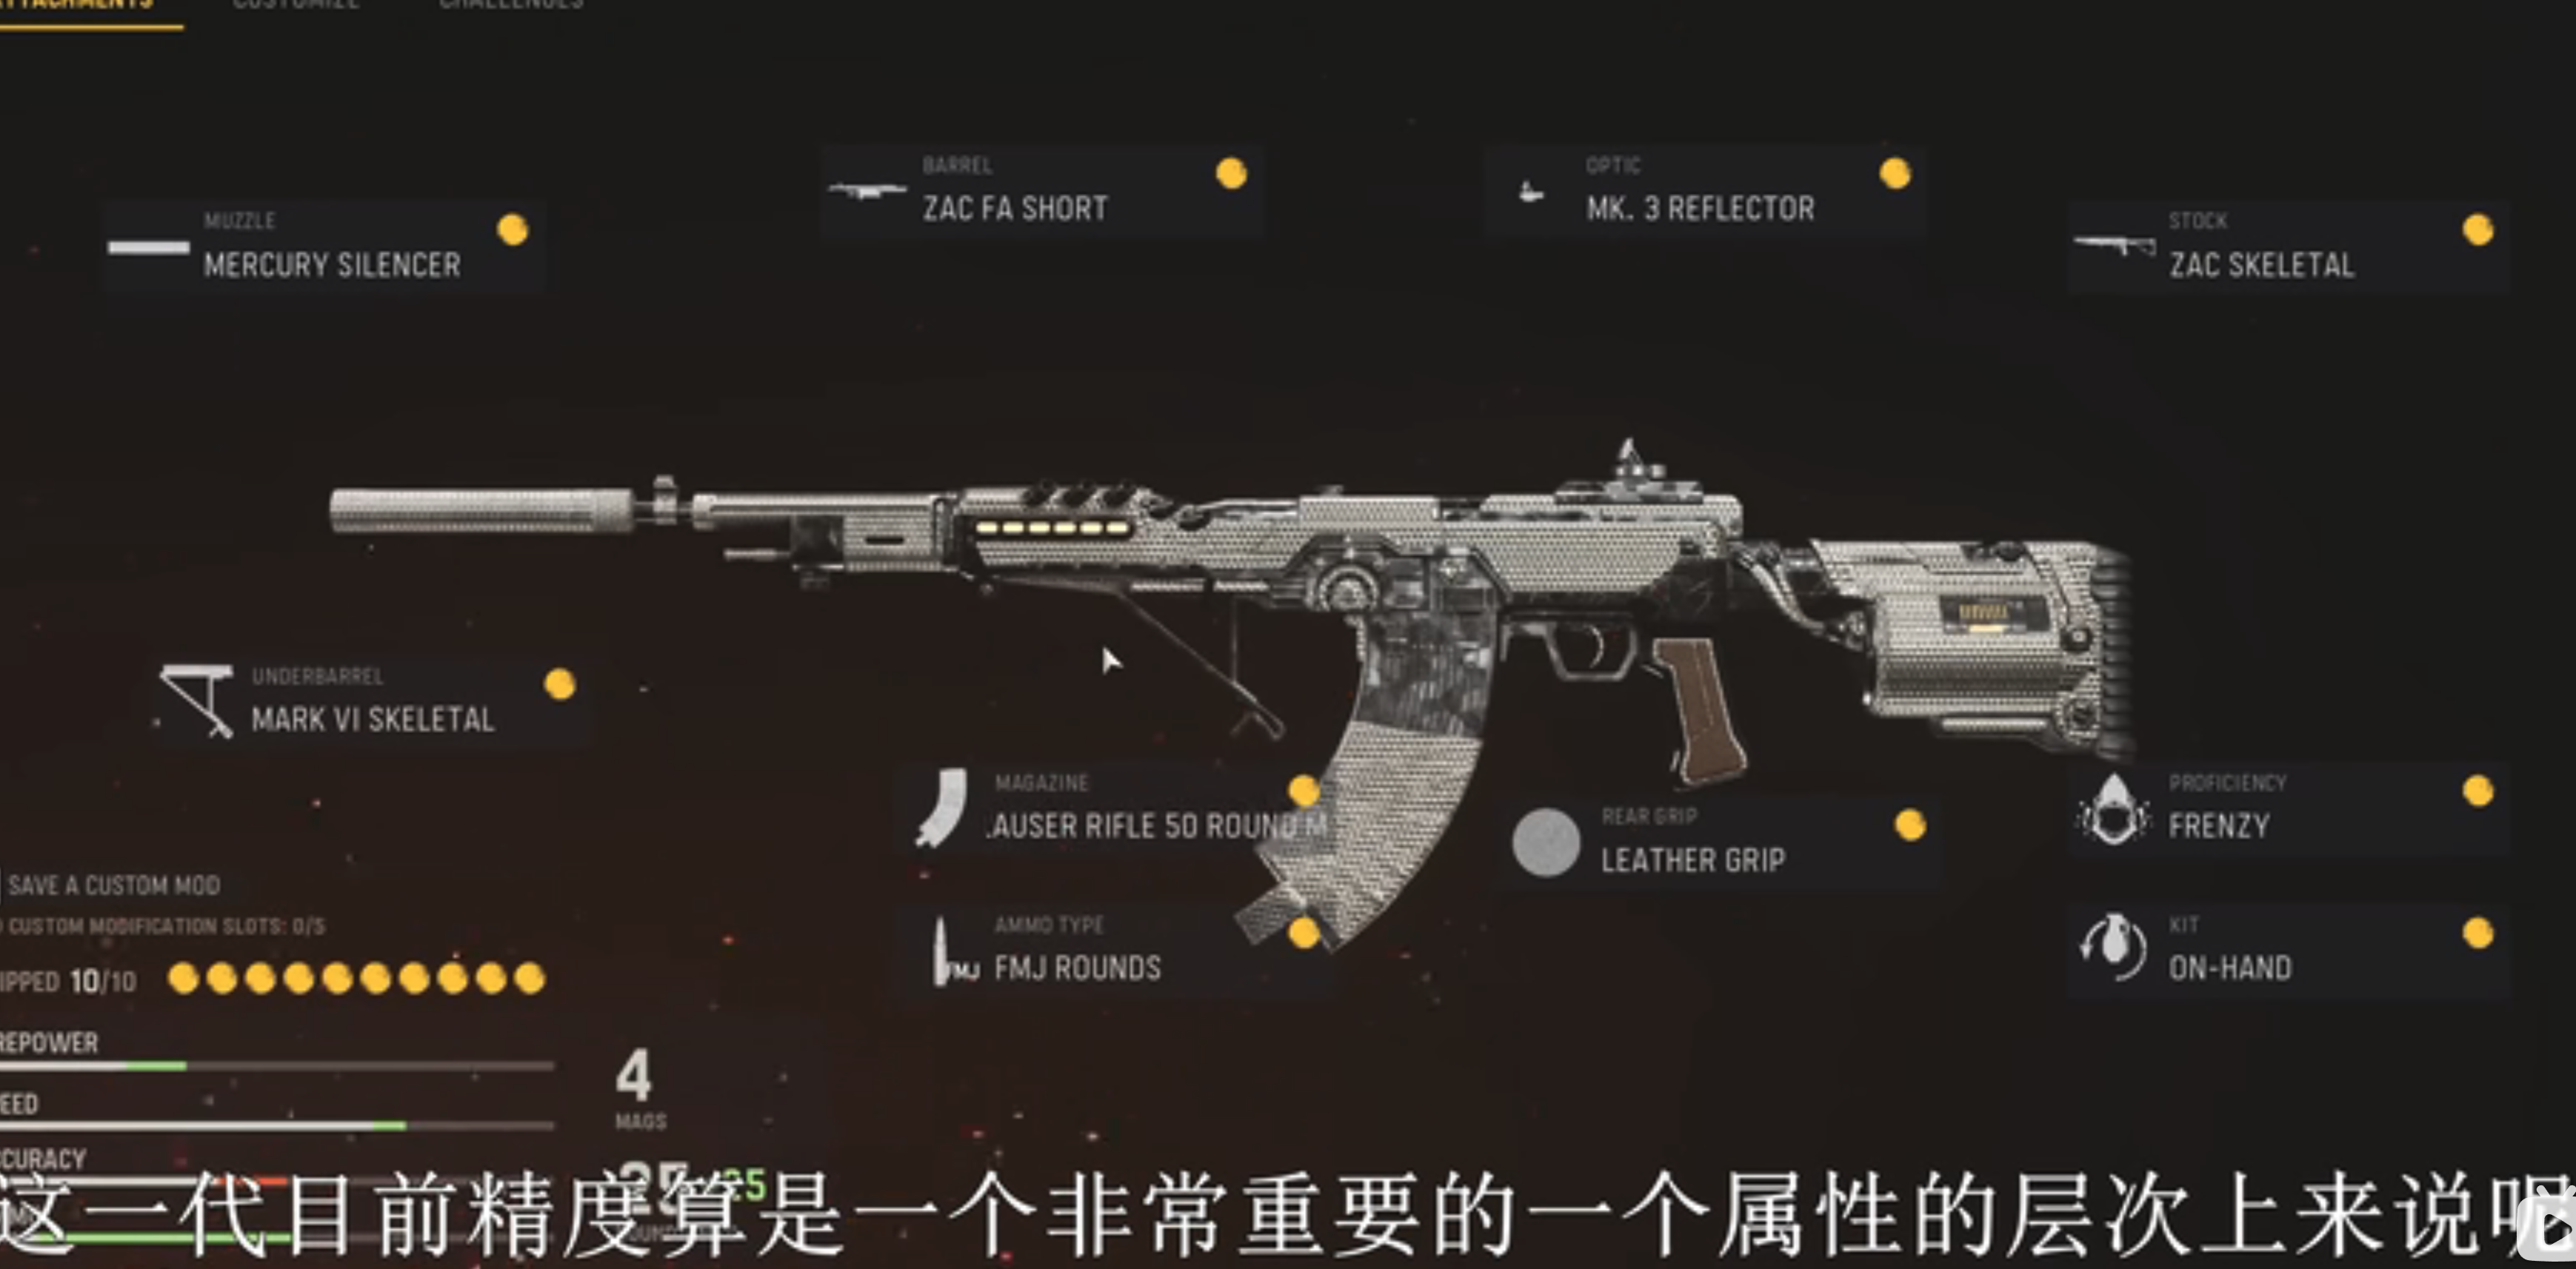 CUSTOMIZE
CHALLENGES
BARREL
ZAC FA SHORT
OPTIC
MK. 3 REFLECTOR
MUZZLE
MERCURY SILENCER
STOCK
ZAC SKELETAL
UNDERBARREL
MARK VI SKELETAL
MAGAZINE
.AUSER RIFLE 50 ROUND M
REAR GRIP
LEATHER GRIP
PROFICIENCY
FRENZY
AMMO TYPE
FMJ ROUNDS
FMJ
KIT
ON-HAND
SAVE A CUSTOM MOD
CUSTOM MODIFICATION SLOTS: 0/5
IPPED 10/10
REPOWER
4
MAGS
EED
CURACY
25
这一代目前精度算是一个非常重要的一个属性的层次上来说呢